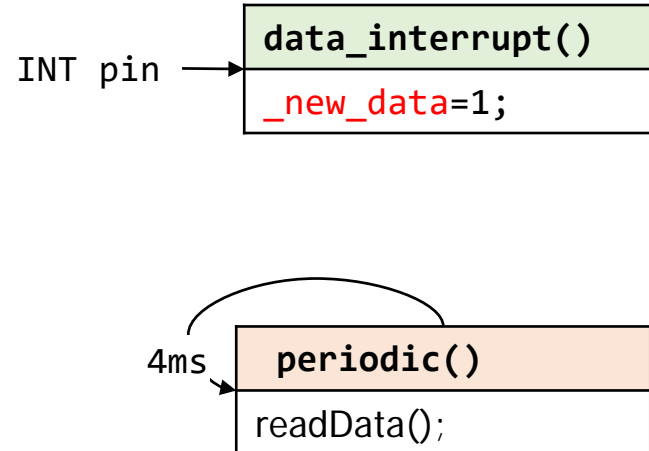 data_interrupt()
INT pin
_new_data=1;
4ms
periodic()
readData();